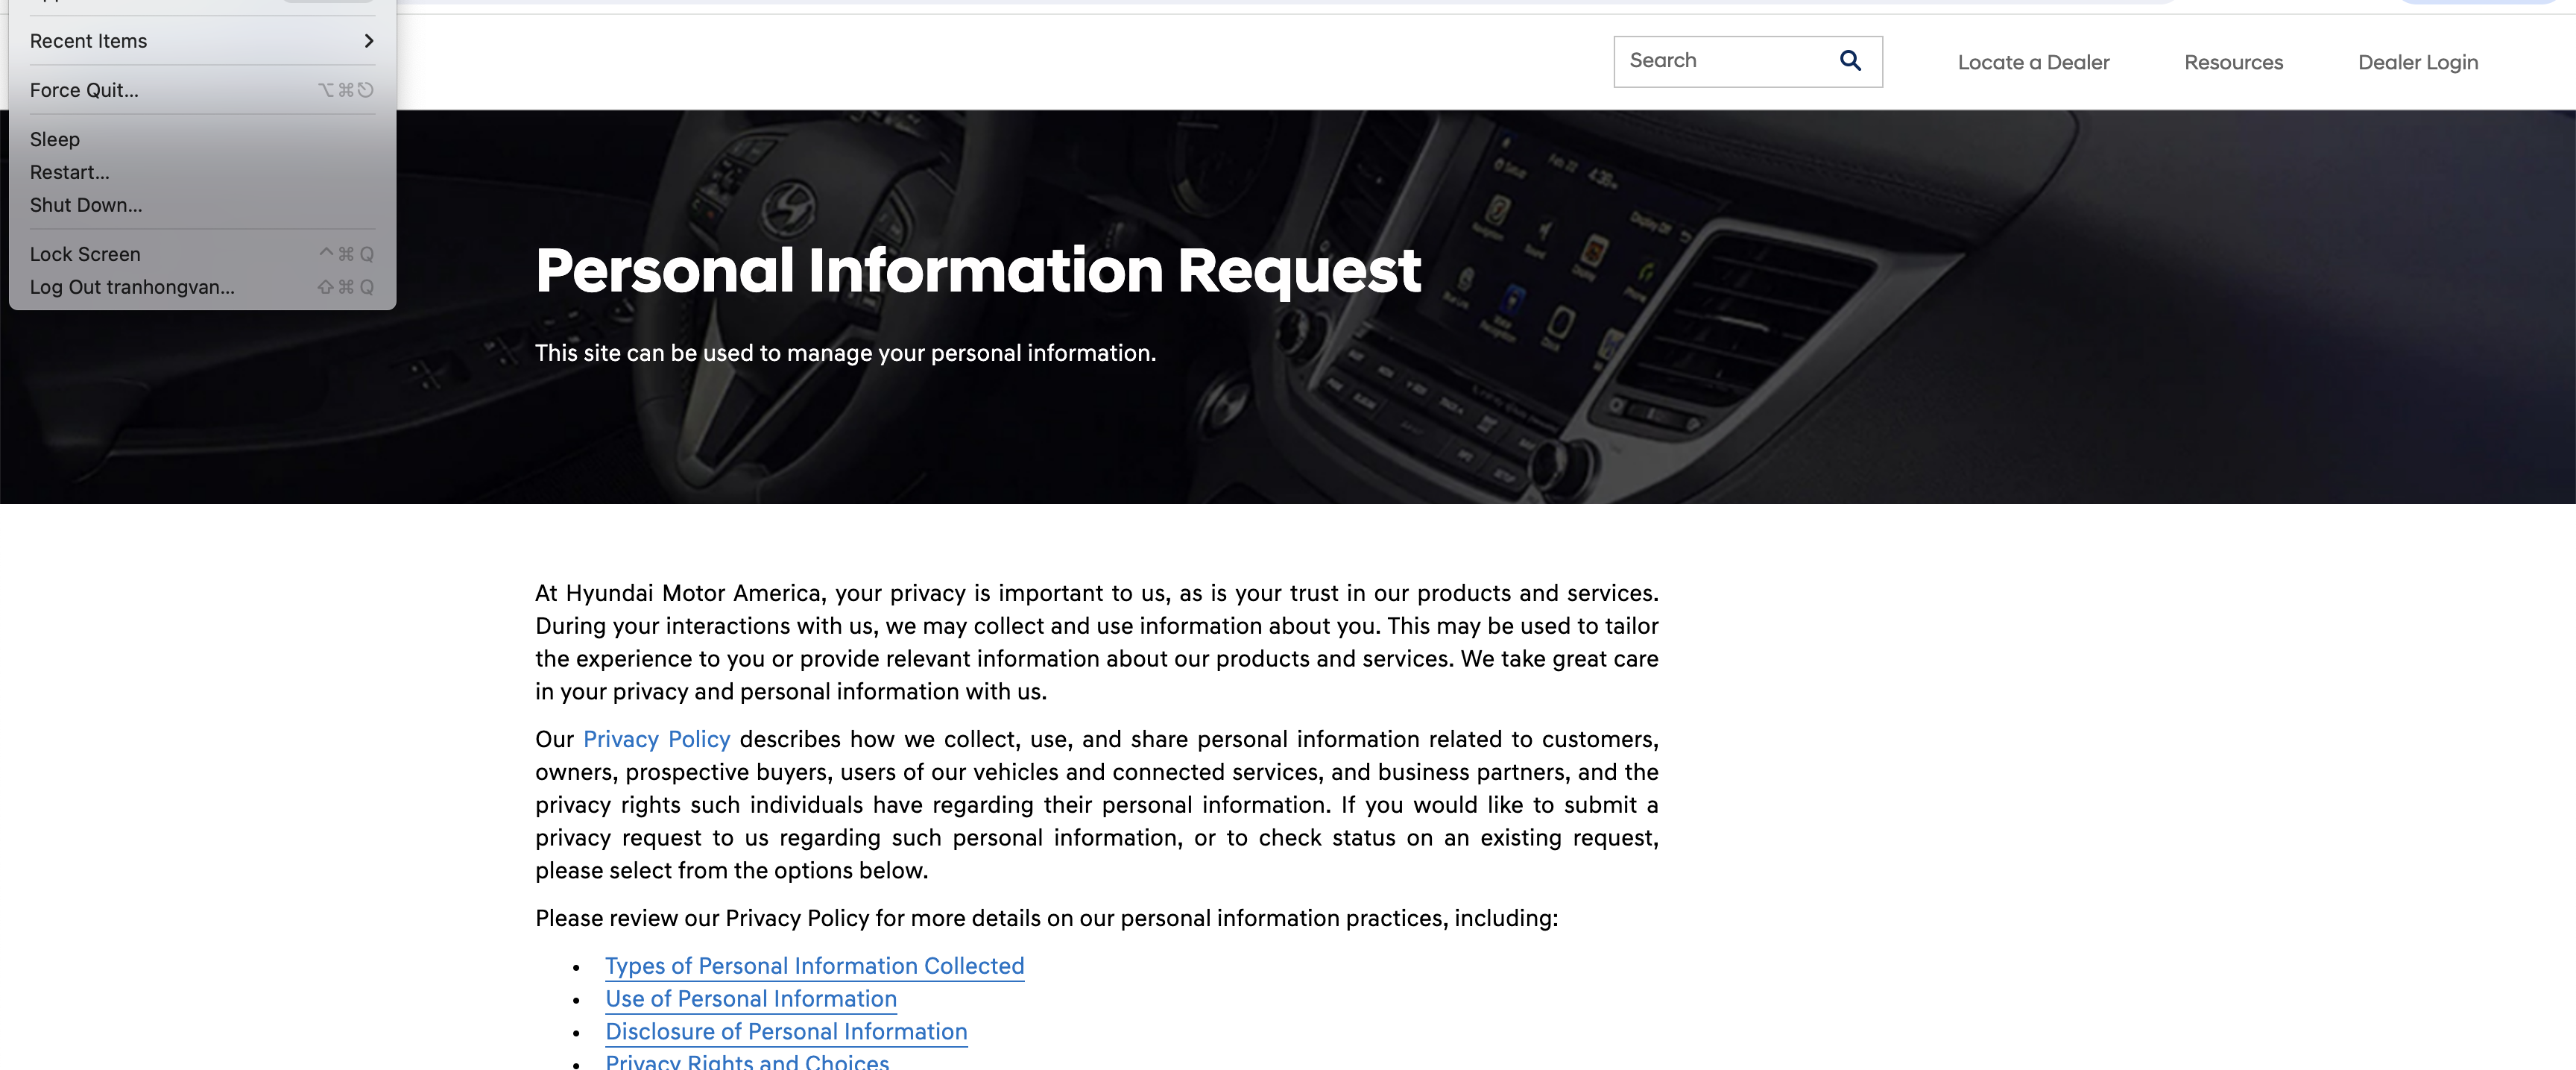 Recent Items
Force Quit...
⌥⌘
Sleep
Restart...
Shut Down...
Lock Screen
^⌘Q
Log Out tranhongvan...
⇧⌘Q
Search
Locate a Dealer
Resources
Dealer Login
Feb 22
Setup
Display Off
Personal Information Request
This site can be used to manage your personal information.
At Hyundai Motor America, your privacy is important to us, as is your trust in our products and services.
During your interactions with us, we may collect and use information about you. This may be used to tailor
the experience to you or provide relevant information about our products and services. We take great care
in your privacy and personal information with us.
Our Privacy Policy describes how we collect, use, and share personal information related to customers,
owners, prospective buyers, users of our vehicles and connected services, and business partners, and the
privacy rights such individuals have regarding their personal information. If you would like to submit a
privacy request to us regarding such personal information, or to check status on an existing request,
please select from the options below.
Please review our Privacy Policy for more details on our personal information practices, including:
• Types of Personal Information Collected
• Use of Personal Information
• Disclosure of Personal Information
• Privacy Rights and Choices